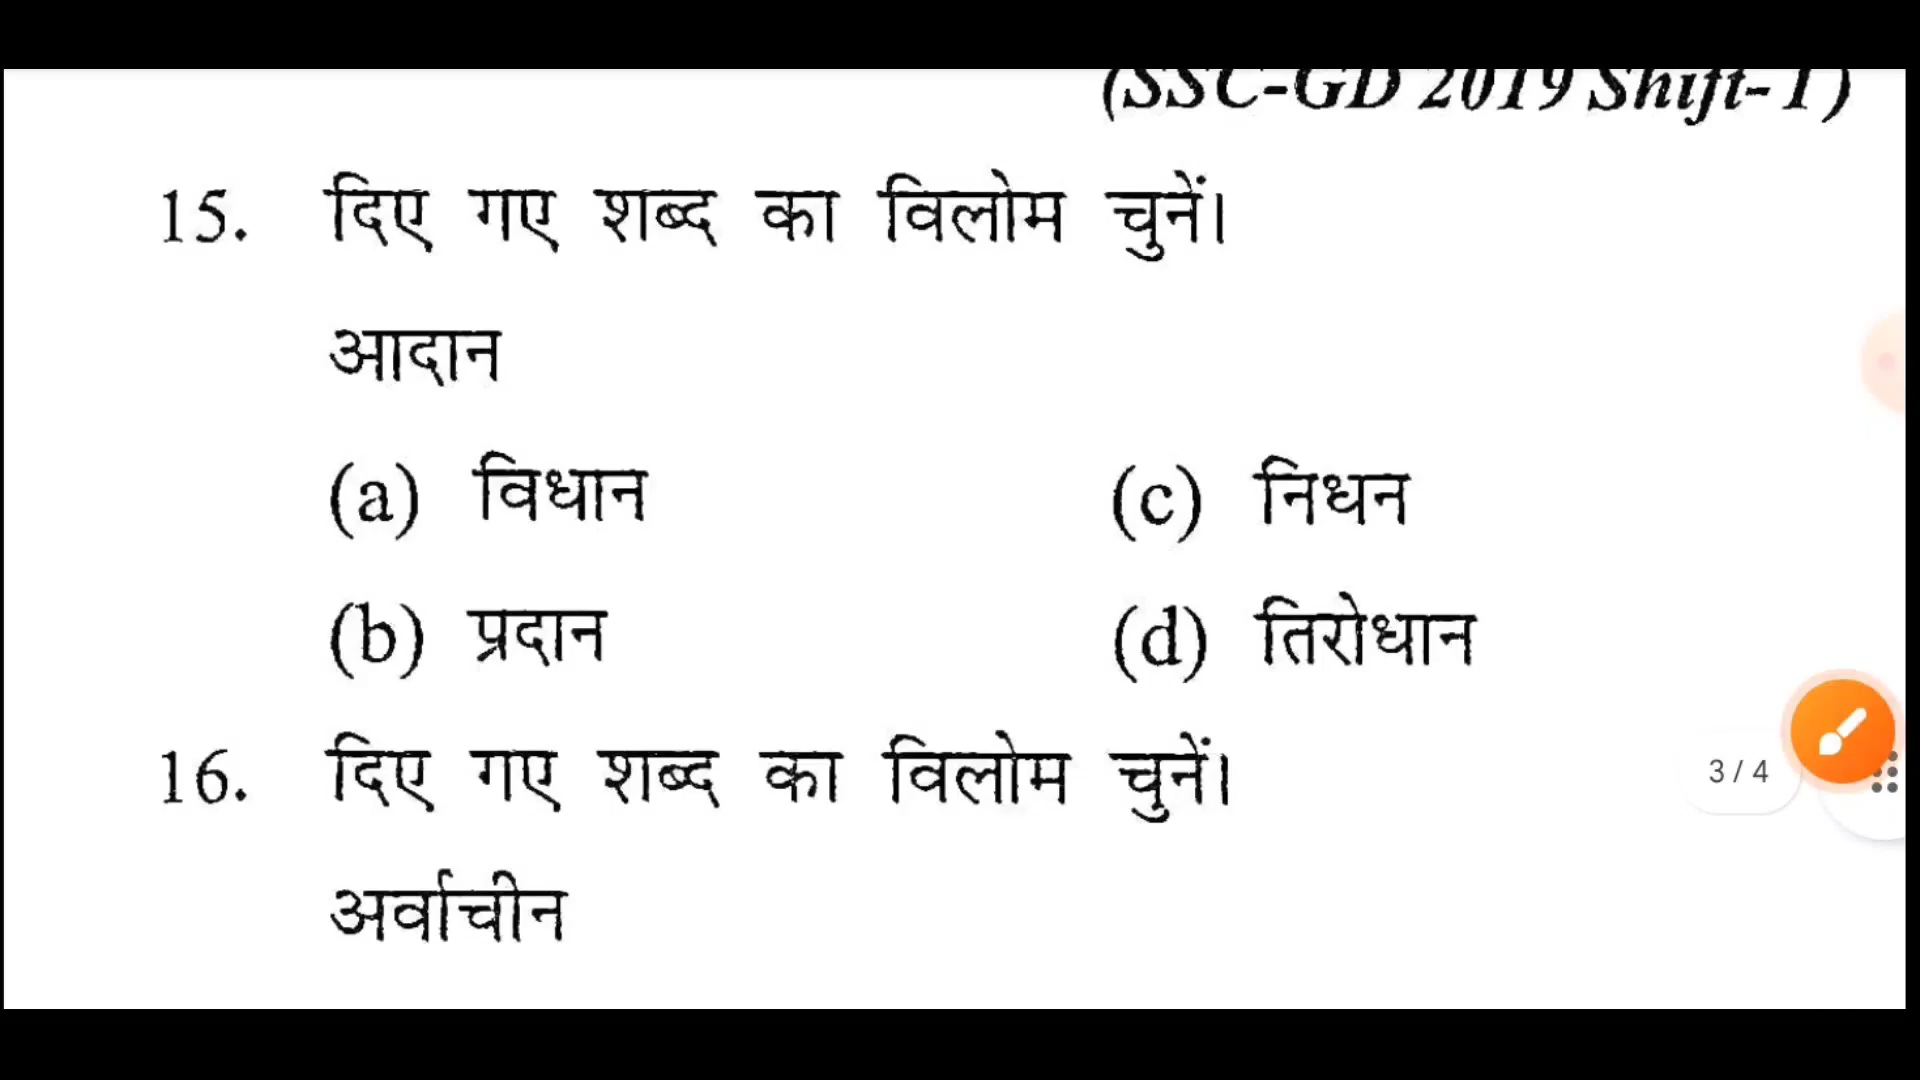 (SSC-GD 2019 Shift-1)
15. दिए गए शब्द का विलोम चुनें।
आदान
(a) विधान (c) निधन
(b) प्रदान (d) तिरोधान
16. दिए गए शब्द का विलोम चुनें।
3 / 4
अर्वाचीन